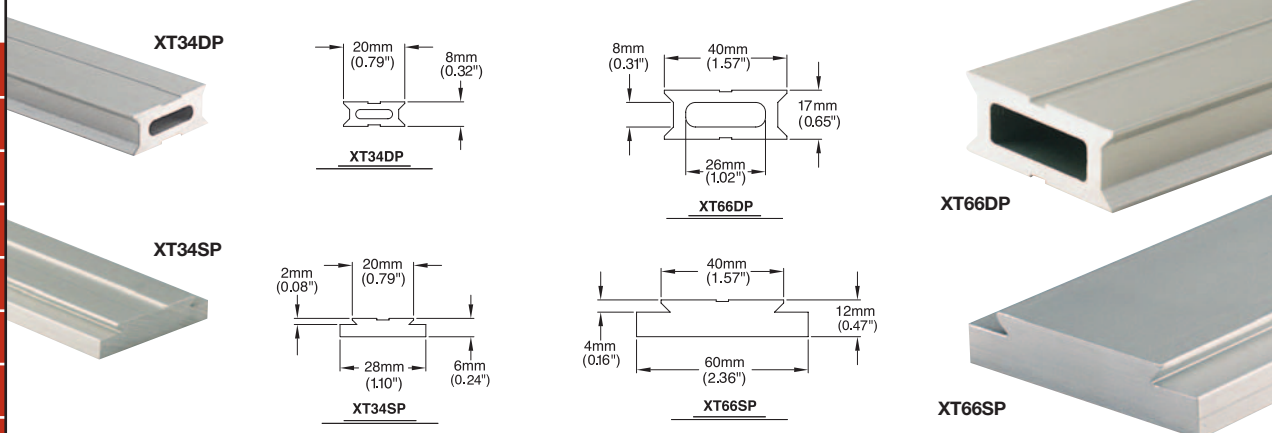 XT34DP
20mm
(0.79")
8mm
(0.32")
XT34DP
8mm
(0.31")
40mm
(1.57")
17mm
(0.65")
26mm
(1.02")
XT66DP
XT66DP
XT34SP
2mm
(0.08")
20mm
(0.79")
28mm
(1.10")
6mm
(0.24")
XT34SP
40mm
(1.57")
4mm
(0.16")
12mm
(0.47")
60mm
(2.36")
XT66SP
XT66SP